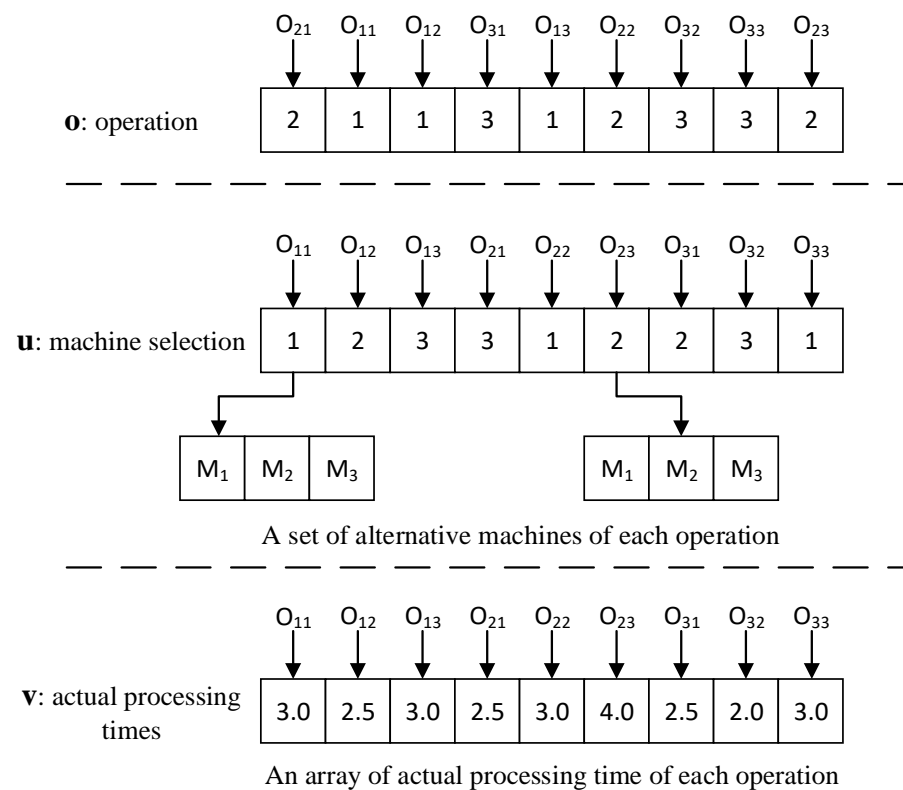 O₂₁ O₁₁ O₁₂ O₃₁ O₁₃ O₂₂ O₃₂ O₃₃ O₂₃
o: operation 2 1 1 3 1 2 3 3 2
O₁₁ O₁₂ O₁₃ O₂₁ O₂₂ O₂₃ O₃₁ O₃₂ O₃₃
u: machine selection 1 2 3 3 1 2 2 3 1
M₁ M₂ M₃ M₁ M₂ M₃
A set of alternative machines of each operation
O₁₁ O₁₂ O₁₃ O₂₁ O₂₂ O₂₃ O₃₁ O₃₂ O₃₃
v: actual processing
times
3.0 2.5 3.0 2.5 3.0 4.0 2.5 2.0 3.0
An array of actual processing time of each operation